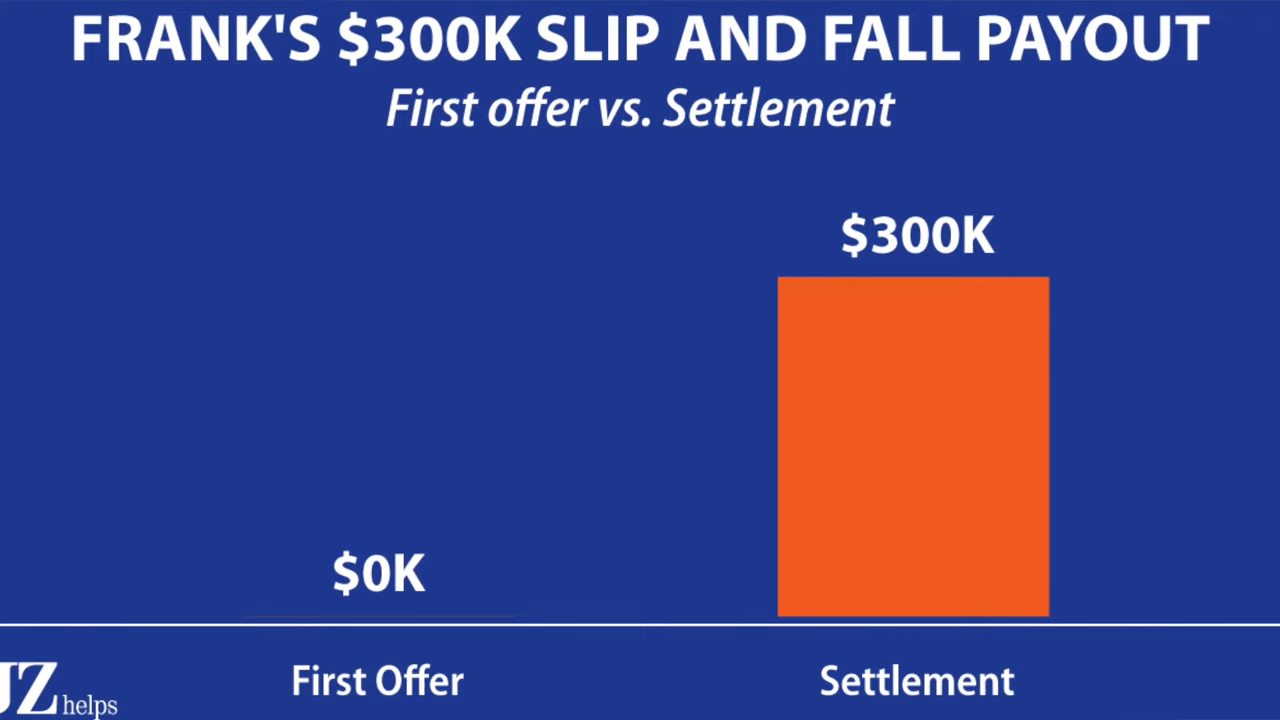 FRANK'S $300K SLIP AND FALL PAYOUT
First offer vs. Settlement
$300K
$0K
First Offer
Settlement
JZ helps